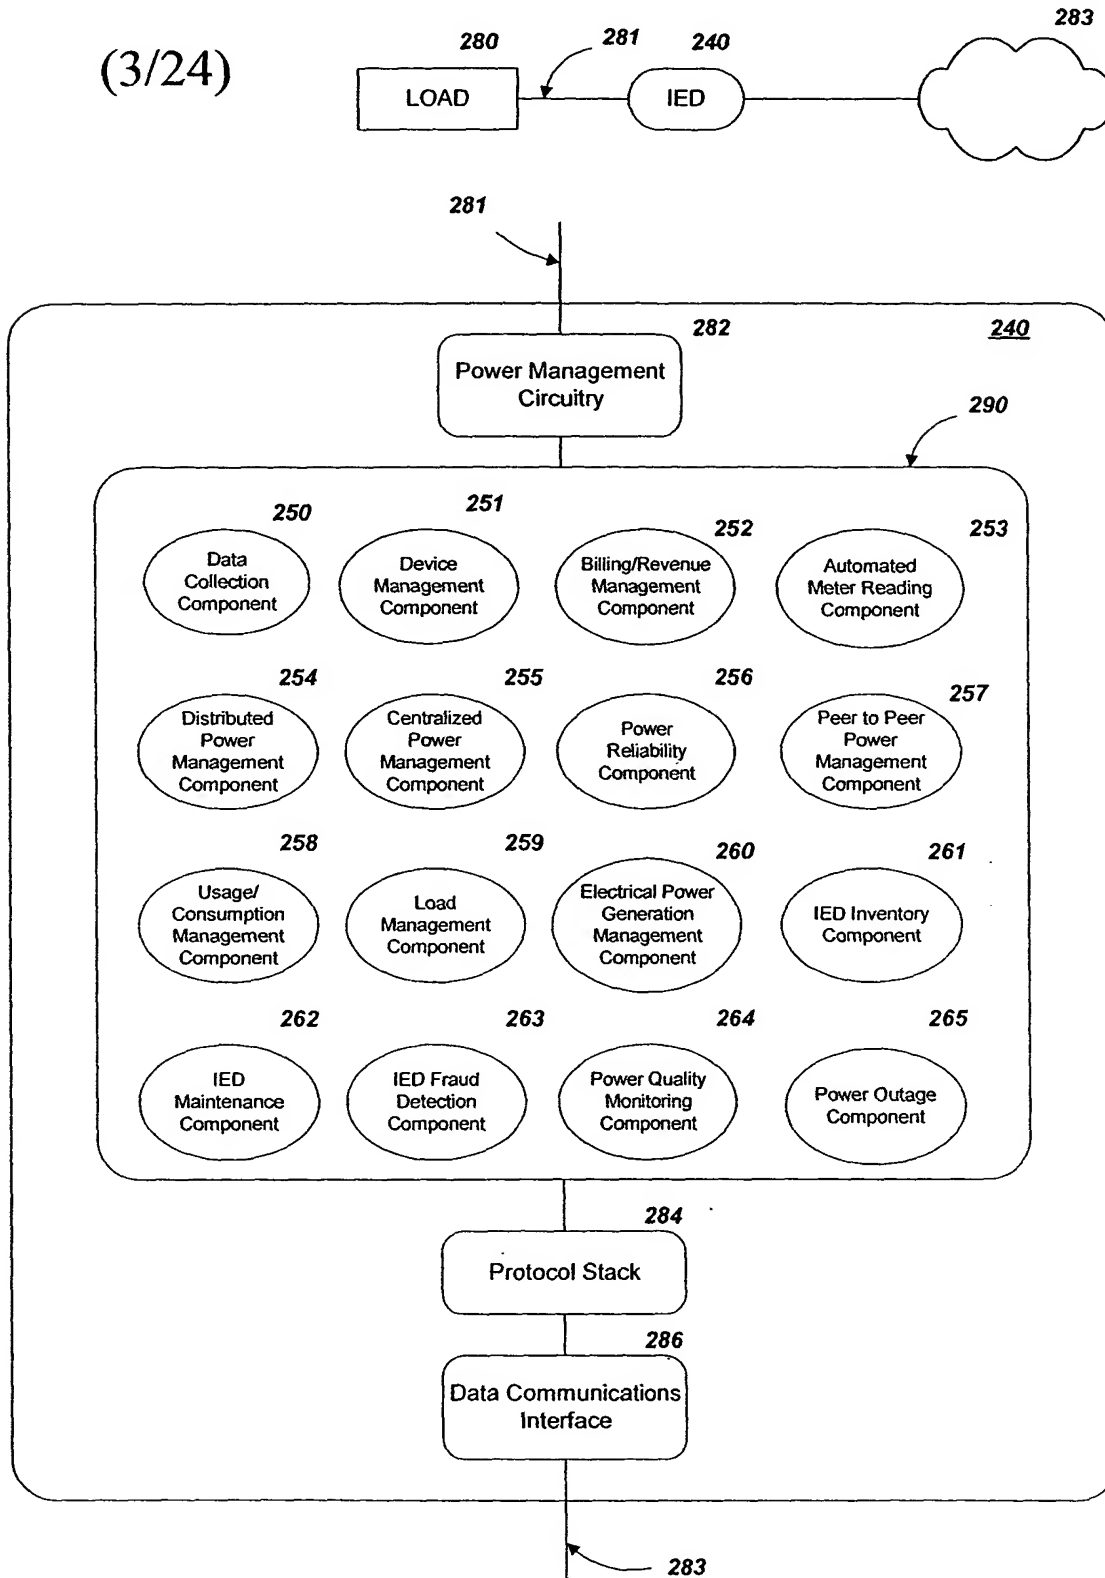 (3/24)
280
281
240
283
LOAD
IED
281
240
282
Power Management
Circuitry
290
250
251
252
253
Data
Collection
Component
Device
Management
Component
Billing/Revenue
Management
Component
Automated
Meter Reading
Component
254
255
256
257
Distributed
Power
Management
Component
Centralized
Power
Management
Component
Power
Reliability
Component
Peer to Peer
Power
Management
Component
258
259
260
261
Usage/
Consumption
Management
Component
Load
Management
Component
Electrical Power
Generation
Management
Component
IED Inventory
Component
262
263
264
265
IED
Maintenance
Component
IED Fraud
Detection
Component
Power Quality
Monitoring
Component
Power Outage
Component
284
Protocol Stack
286
Data Communications
Interface
283